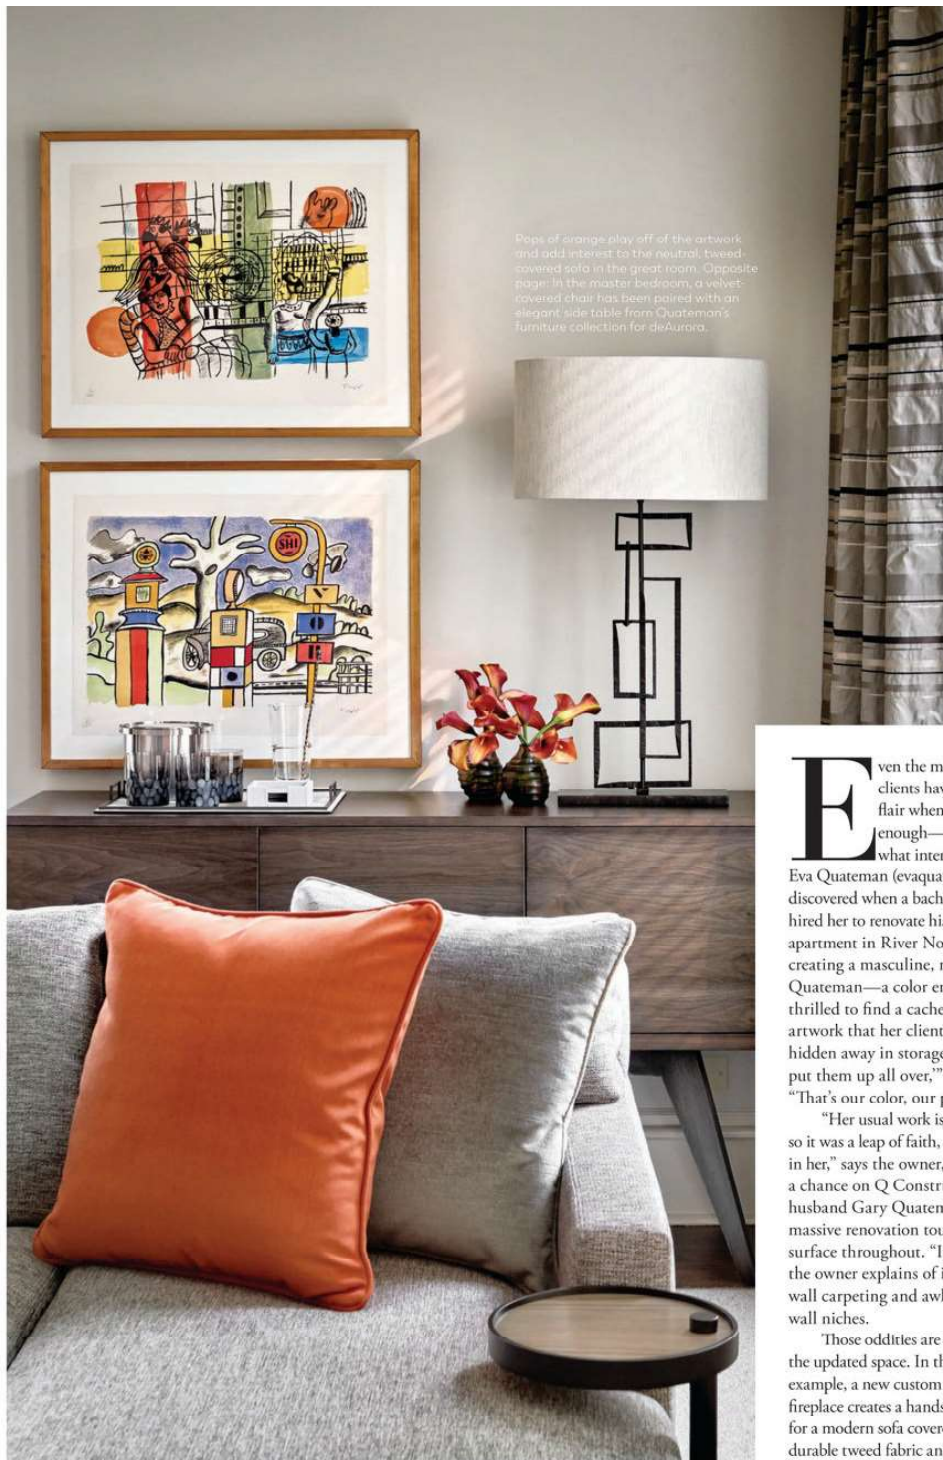 Pops of orange play off of the artwork
and add interest to the neutral, tweed-
covered sofa in the great room. Opposite
page: In the master bedroom, a velvet-
covered chair has been paired with an
elegant side table from Quateman's
furniture collection for deAurora.
SHI
V
O
R
Even the m
clients hav
flair when
enough—
what inter
Eva Quateman (evaqua
discovered when a bach
hired her to renovate his
apartment in River No
creating a masculine, r
Quateman—a color en
thrilled to find a cache
artwork that her client
hidden away in storage
put them up all over,'”
“That's our color, our p
“Her usual work is
so it was a leap of faith,
in her,” says the owner,
a chance on Q Constr
husband Gary Quatem
massive renovation tou
surface throughout. “I
the owner explains of i
wall carpeting and awk
wall niches.
Those oddities are
the updated space. In th
example, a new custom
fireplace creates a hands
for a modern sofa covere
durable tweed fabric an